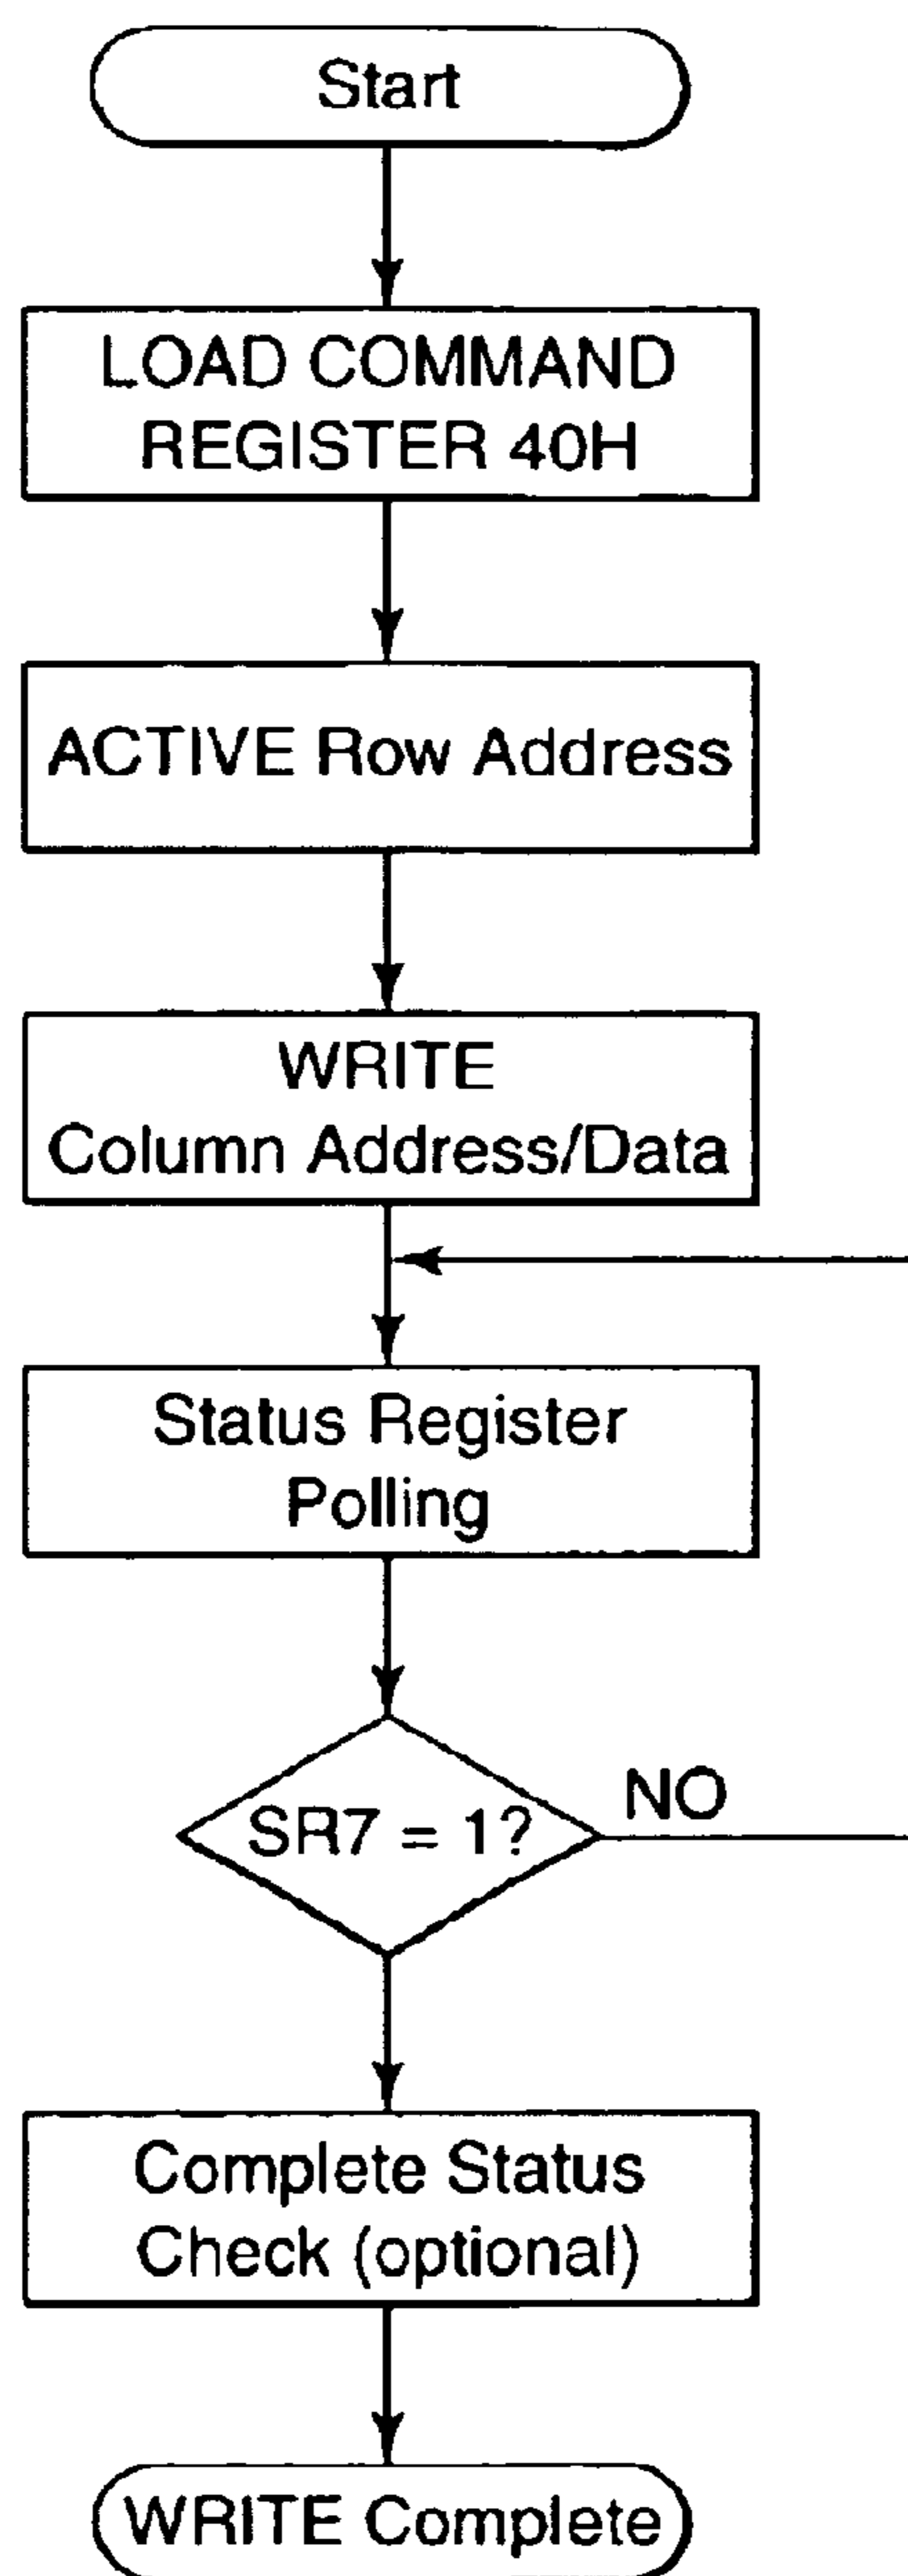 Start
LOAD COMMAND
REGISTER 40H
ACTIVE Row Address
WRITE
Column Address/Data
Status Register
Polling
SR7 = 1?
NO
Complete Status
Check (optional)
WRITE Complete